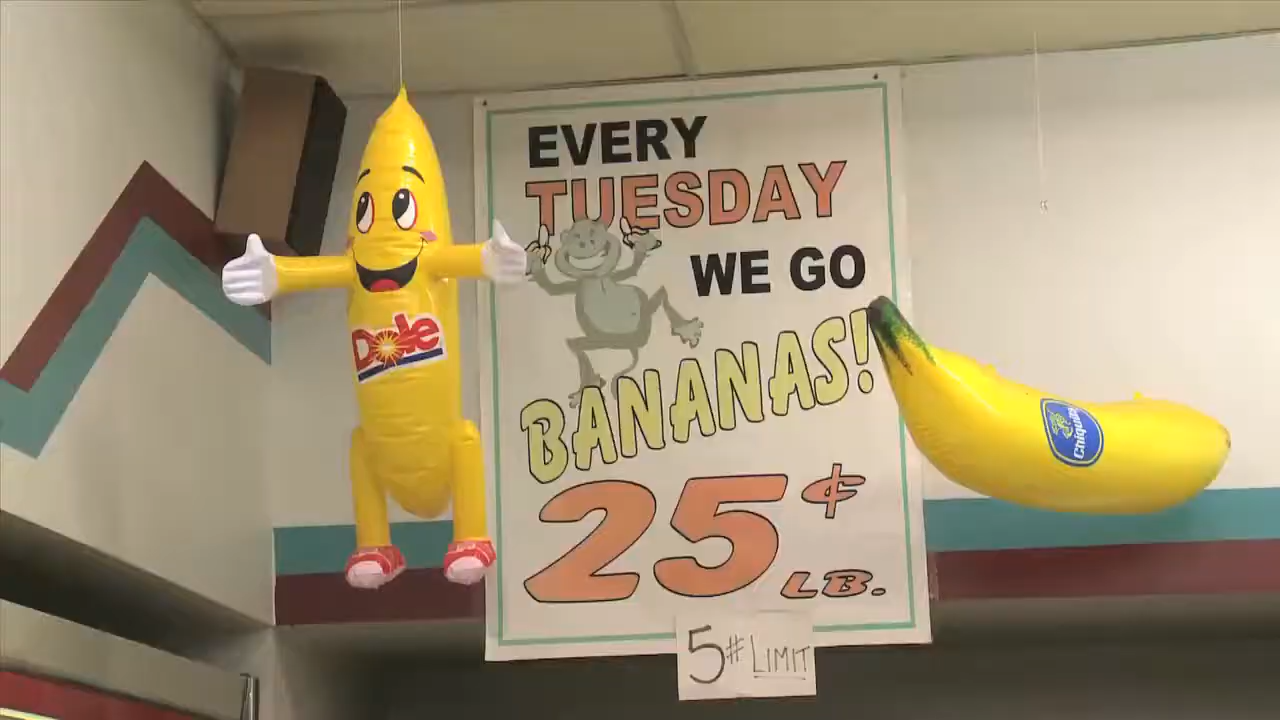 EVERY
TUESDAY
WE GO
BANANAS!
25¢
LB.
5# LIMIT
Dole
Chiquita